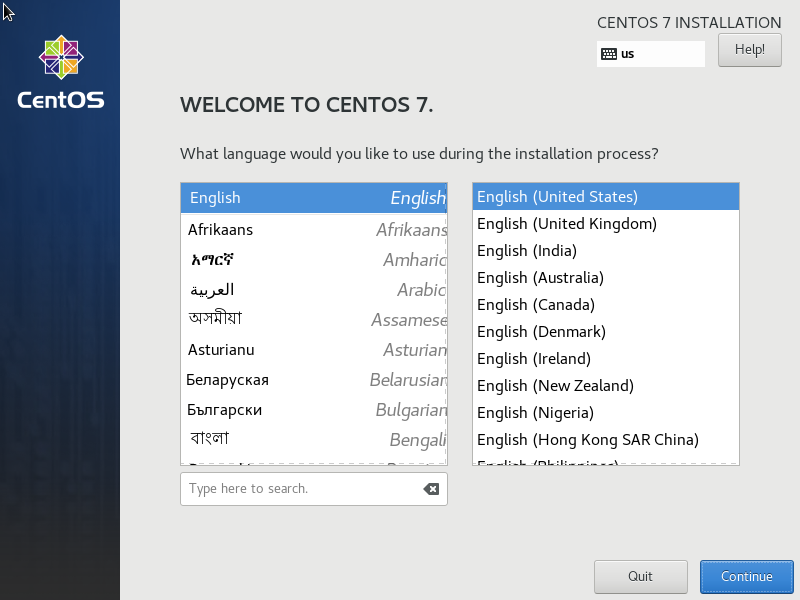 CENTOS 7 INSTALLATION
us
Help!
CentOS
WELCOME TO CENTOS 7.
What language would you like to use during the installation process?
English English
Afrikaans Afrikaans
አማርኛ Amharic
العربية Arabic
অসমীয়া Assamese
Asturianu Asturian
Беларуская Belarusian
Български Bulgarian
বাংলা Bengali
English (United States)
English (United Kingdom)
English (India)
English (Australia)
English (Canada)
English (Denmark)
English (Ireland)
English (New Zealand)
English (Nigeria)
English (Hong Kong SAR China)
English (Philippines)
Type here to search.
Quit
Continue